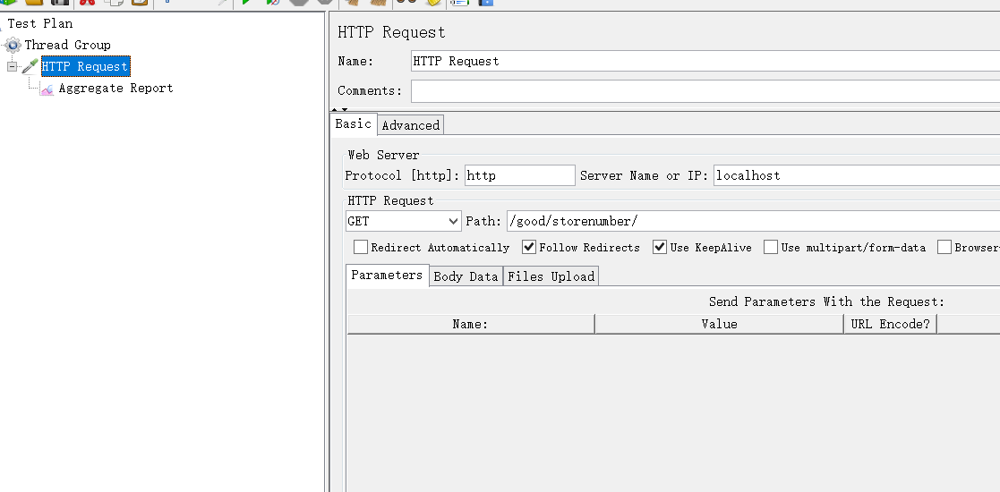 Test Plan
Thread Group
HTTP Request
Aggregate Report
HTTP Request
Name: HTTP Request
Comments:
Basic Advanced
Web Server
Protocol [http]: http Server Name or IP: localhost
HTTP Request
GET Path: /good/storenumber/
Redirect Automatically Follow Redirects Use KeepAlive Use multipart/form-data Browser
Parameters Body Data Files Upload
Send Parameters With the Request:
Name: Value URL Encode?